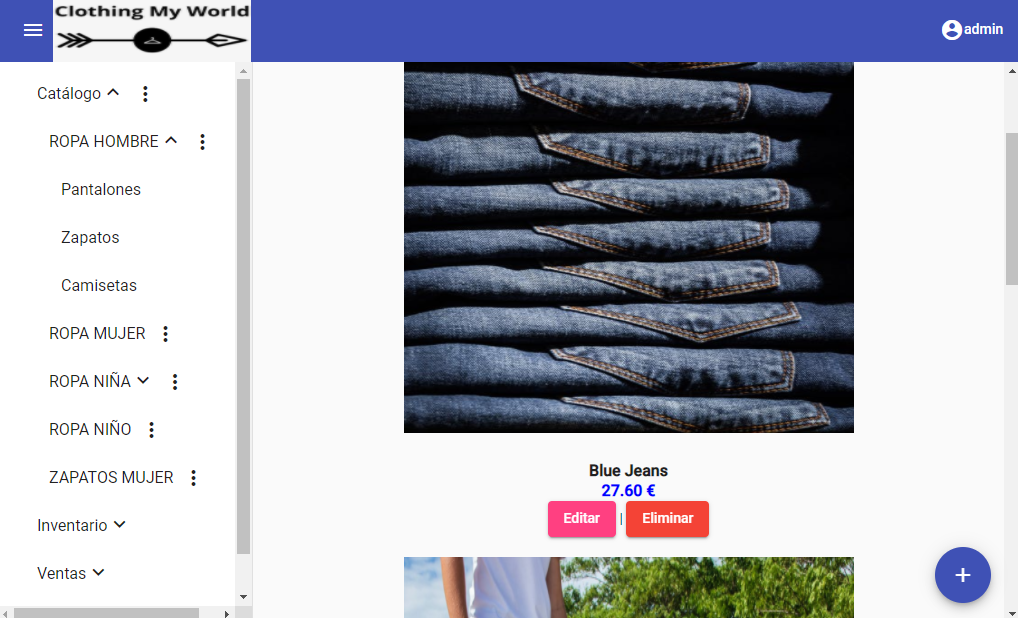 Clothing My World
admin
Catálogo
ROPA HOMBRE
Pantalones
Zapatos
Camisetas
ROPA MUJER
ROPA NIÑA
ROPA NIÑO
ZAPATOS MUJER
Inventario
Ventas
Blue Jeans
27.60 €
Editar | Eliminar
+